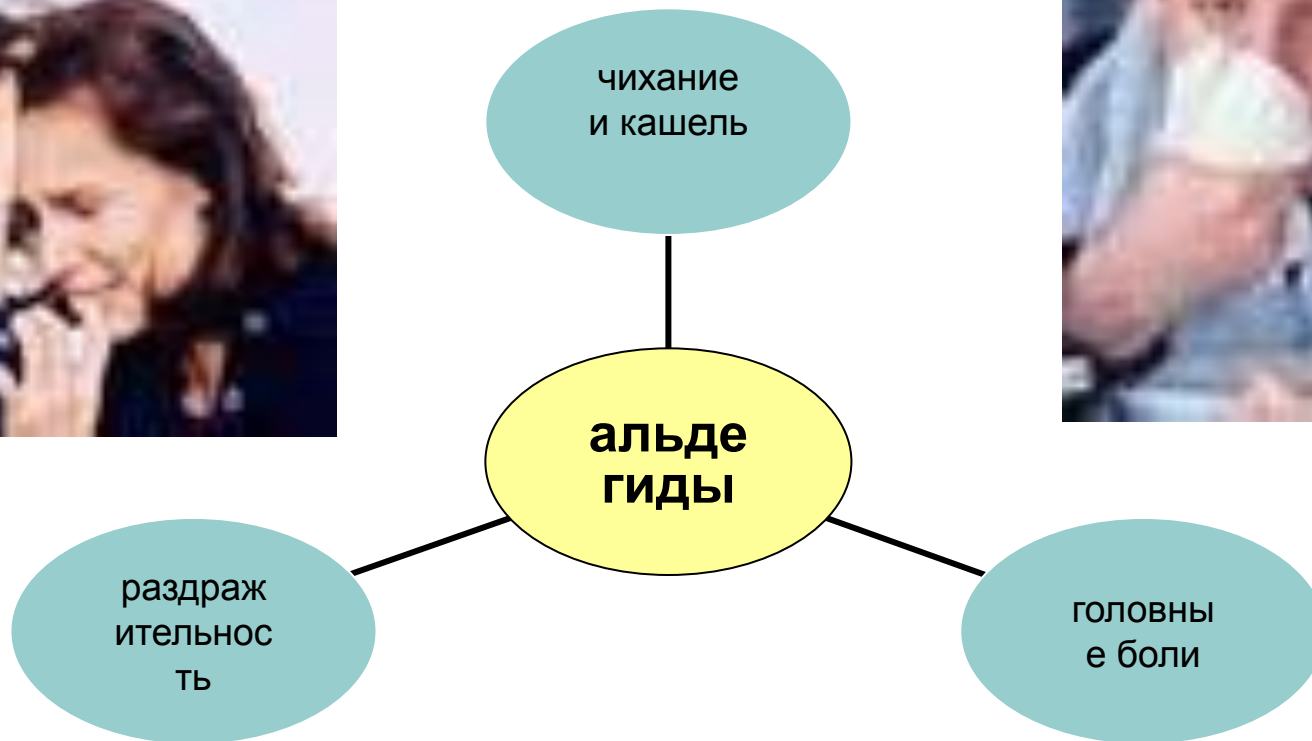 чихание
и кашель
альде
гиды
раздраж
ительнос
ть
головны
е боли